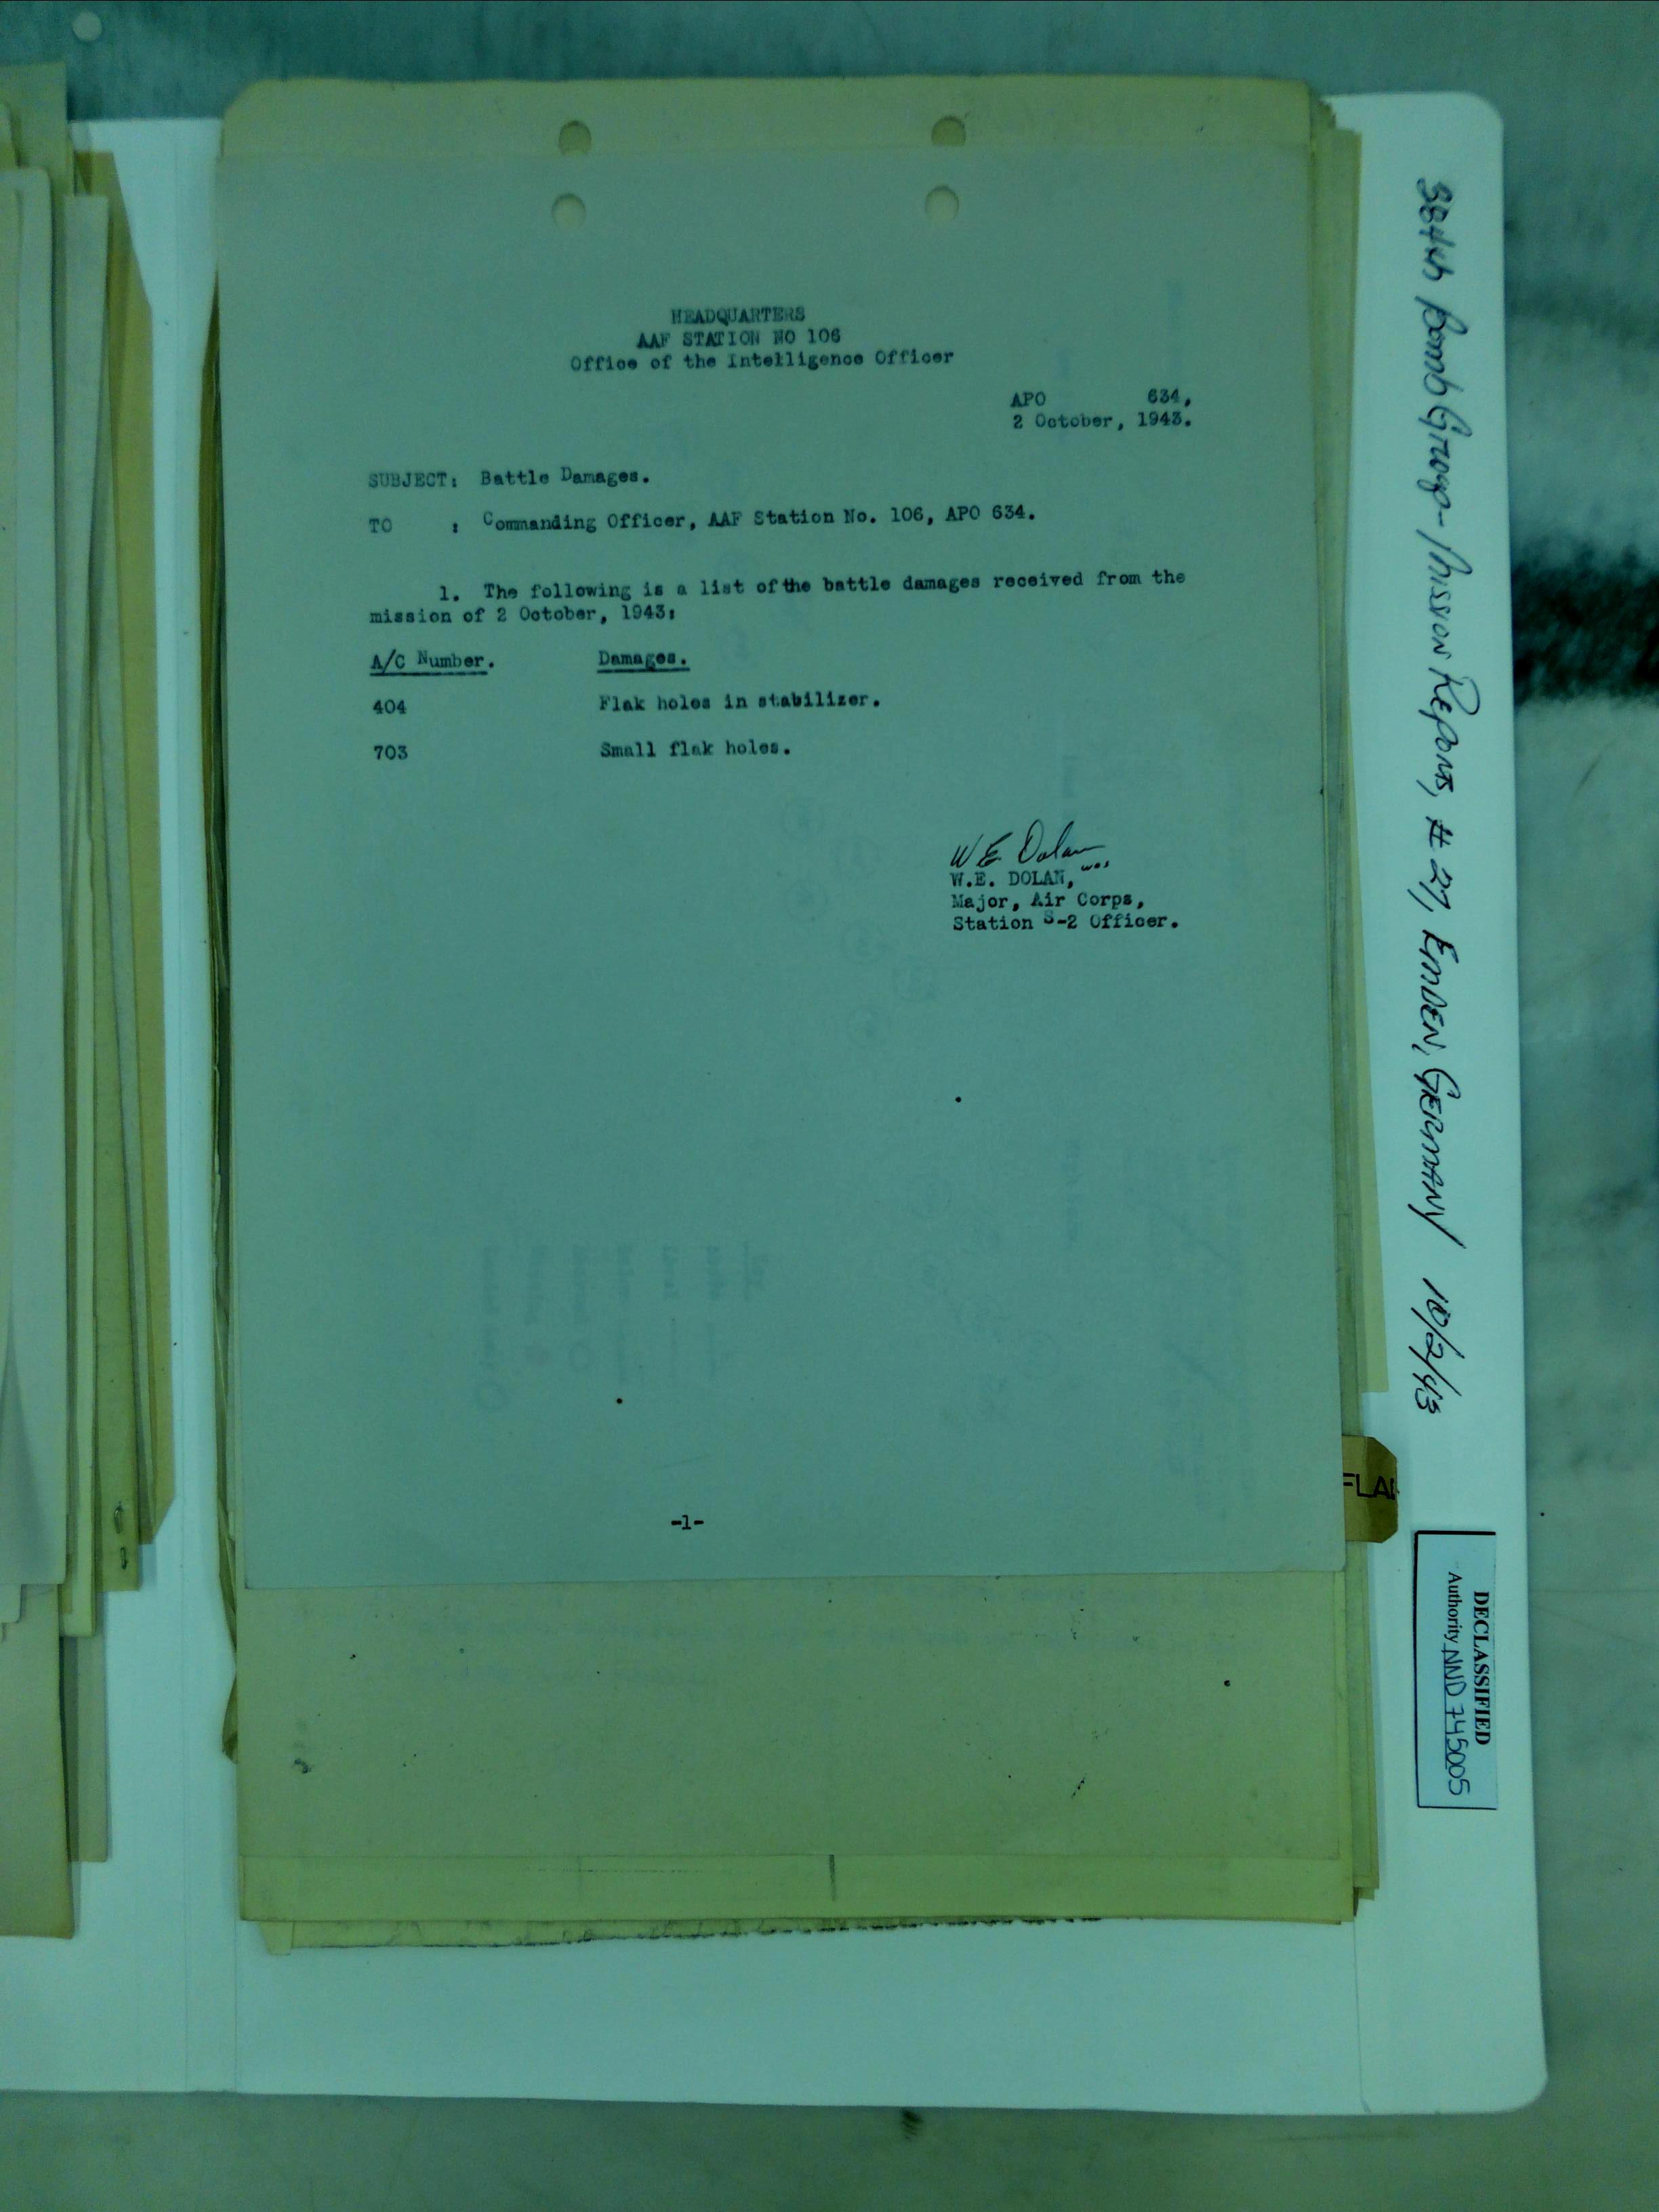 HEADQUARTERS
AAF STATION NO 106
Office of the Intelligence Officer
APO 634,
2 October, 1943.
SUBJECT: Battle Damages.
TO : Commanding Officer, AAF Station No. 106, APO 634.
1. The following is a list of the battle damages received from the
mission of 2 October, 1943:
A/C Number. Damages.
404 Flak holes in stabilizer.
703 Small flak holes.
W E Dolan
W.E. DOLAN,
Major, Air Corps,
Station S-2 Officer.
-1-
384th Bomb Group - Mission Reports, # 27, EMDEN, GERMANY 10/2/43
FLA
DECLASSIFIED
Authority NND 745005